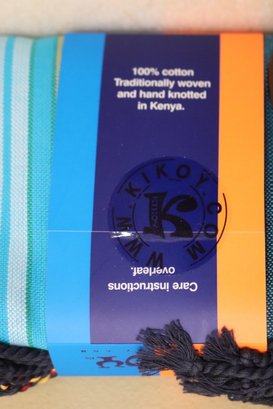 100% cotton
Traditionally woven
and hand knotted
in Kenya.
WWW.KIKOY.COM
Care instructions
overleaf.